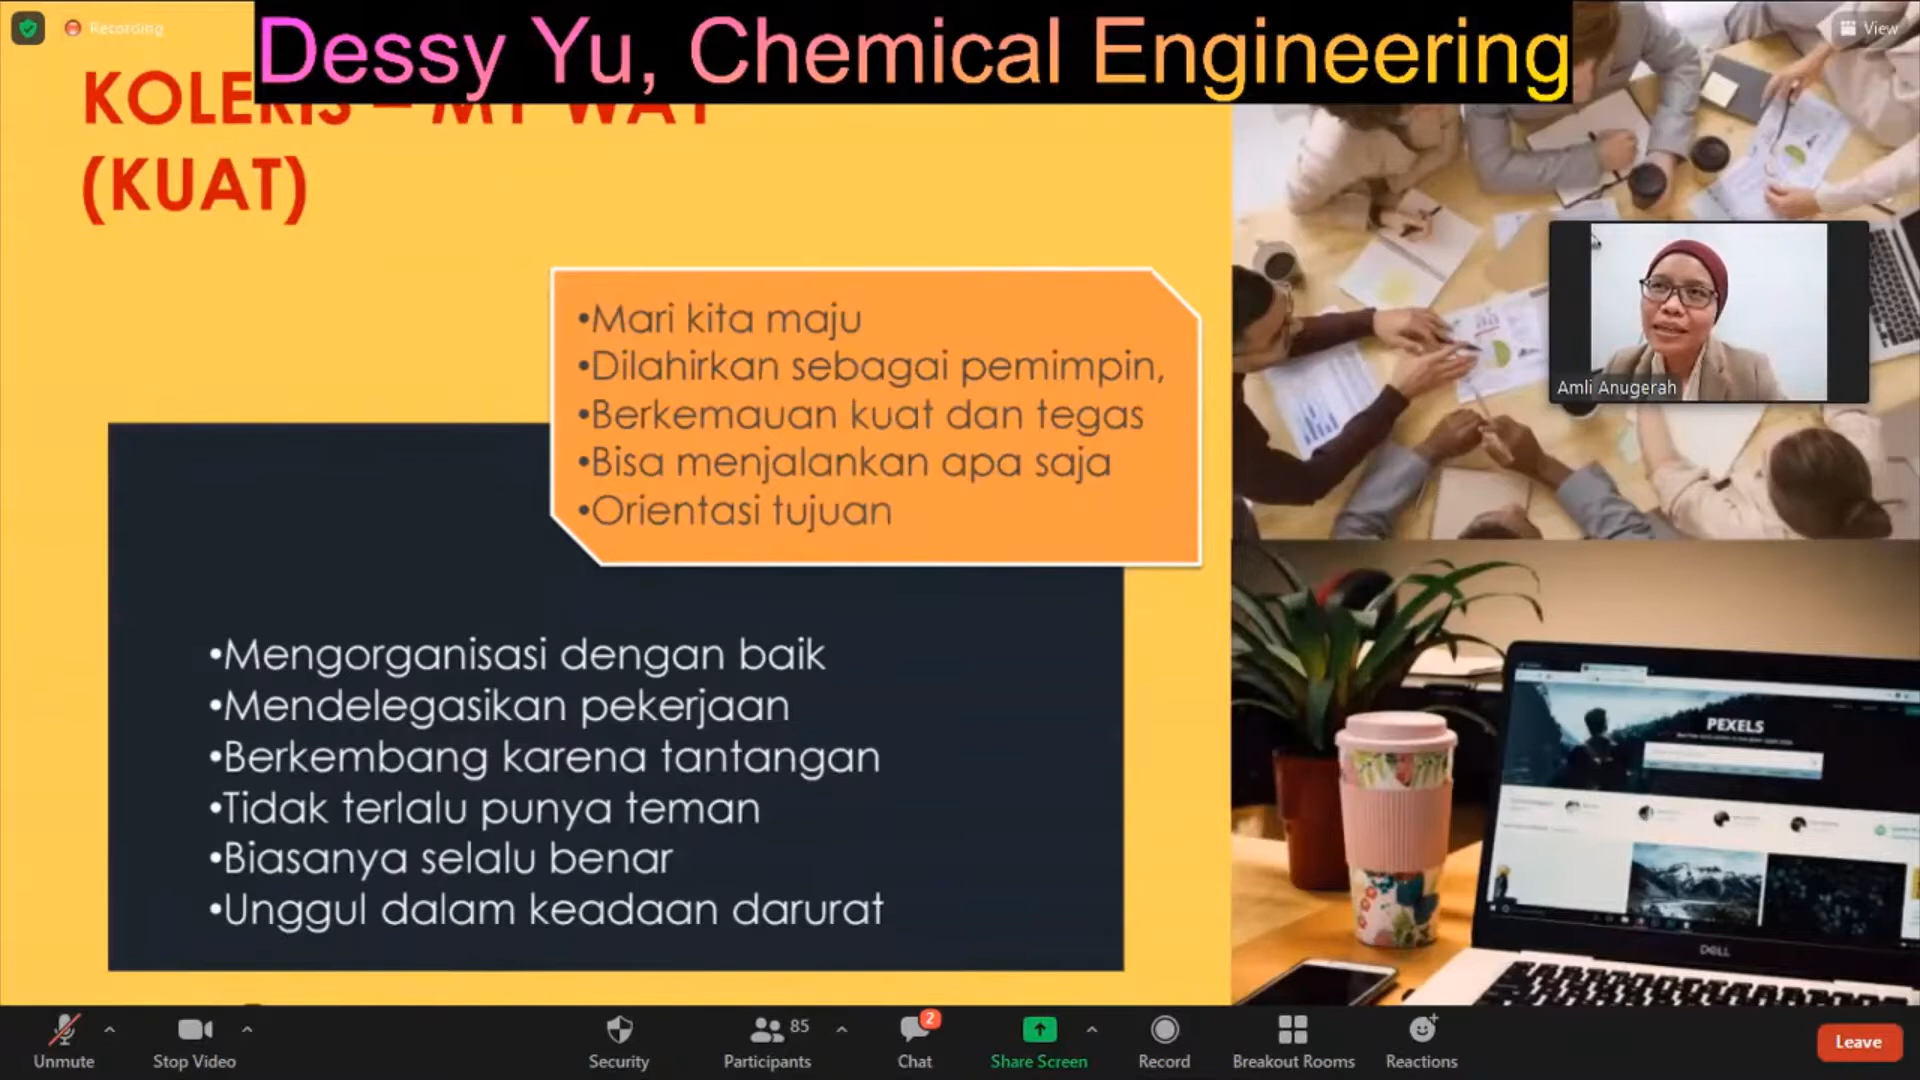 Recording
Dessy Yu, Chemical Engineering
View
KOLERIS – MY WAY
(KUAT)
•Mari kita maju
•Dilahirkan sebagai pemimpin,
•Berkemauan kuat dan tegas
•Bisa menjalankan apa saja
•Orientasi tujuan
Amli Anugerah
•Mengorganisasi dengan baik
•Mendelegasikan pekerjaan
•Berkembang karena tantangan
•Tidak terlalu punya teman
•Biasanya selalu benar
•Unggul dalam keadaan darurat
PEXELS
DELL
Unmute
Stop Video
Security
85
Participants
2
Chat
Share Screen
Record
Breakout Rooms
Reactions
Leave